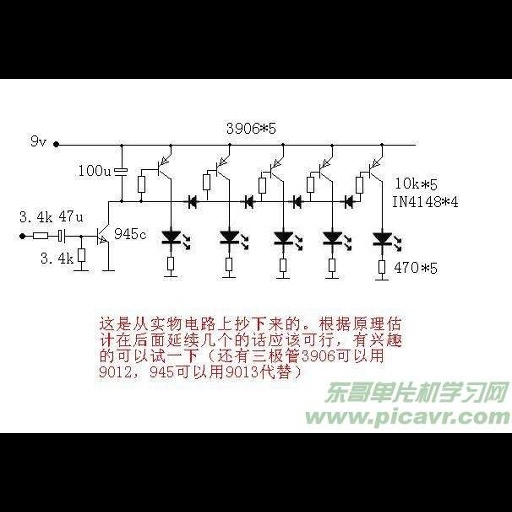 3906*5
9v
100u
10k*5
IN4148*4
3.4k 47u
945c
3.4k
470*5
这是从实物电路上抄下来的。根据原理估
计在后面延续几个的话应该可行，有兴趣
的可以试一下（还有三极管3906可以用
9012，945可以用9013代替）
东哥单片机学习网
www.picavr.com